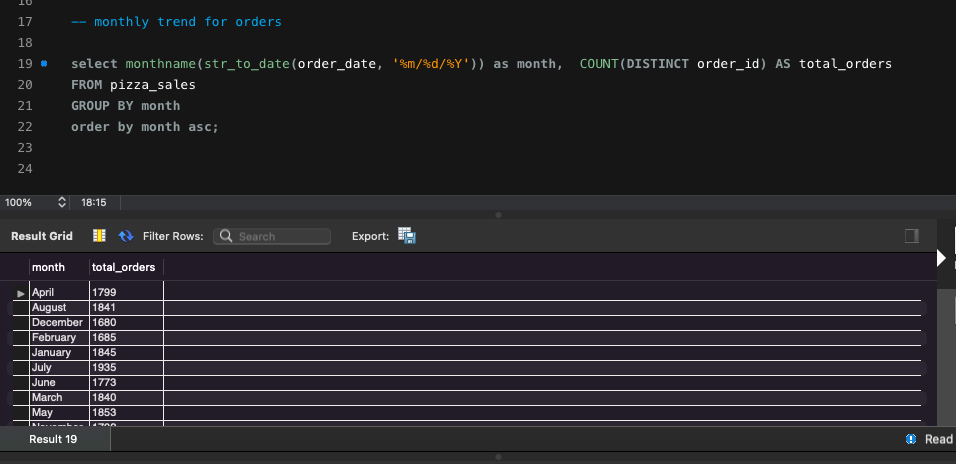 16
17 -- monthly trend for orders
18
19 select monthname(str_to_date(order_date, '%m/%d/%Y')) as month,  COUNT(DISTINCT order_id) AS total_orders
20 FROM pizza_sales
21 GROUP BY month
22 order by month asc;
23
24
100% 18:15
Result Grid Filter Rows: Search Export:
month total_orders
April 1799
August 1841
December 1680
February 1685
January 1845
July 1935
June 1773
March 1840
May 1853
Result 19 Read